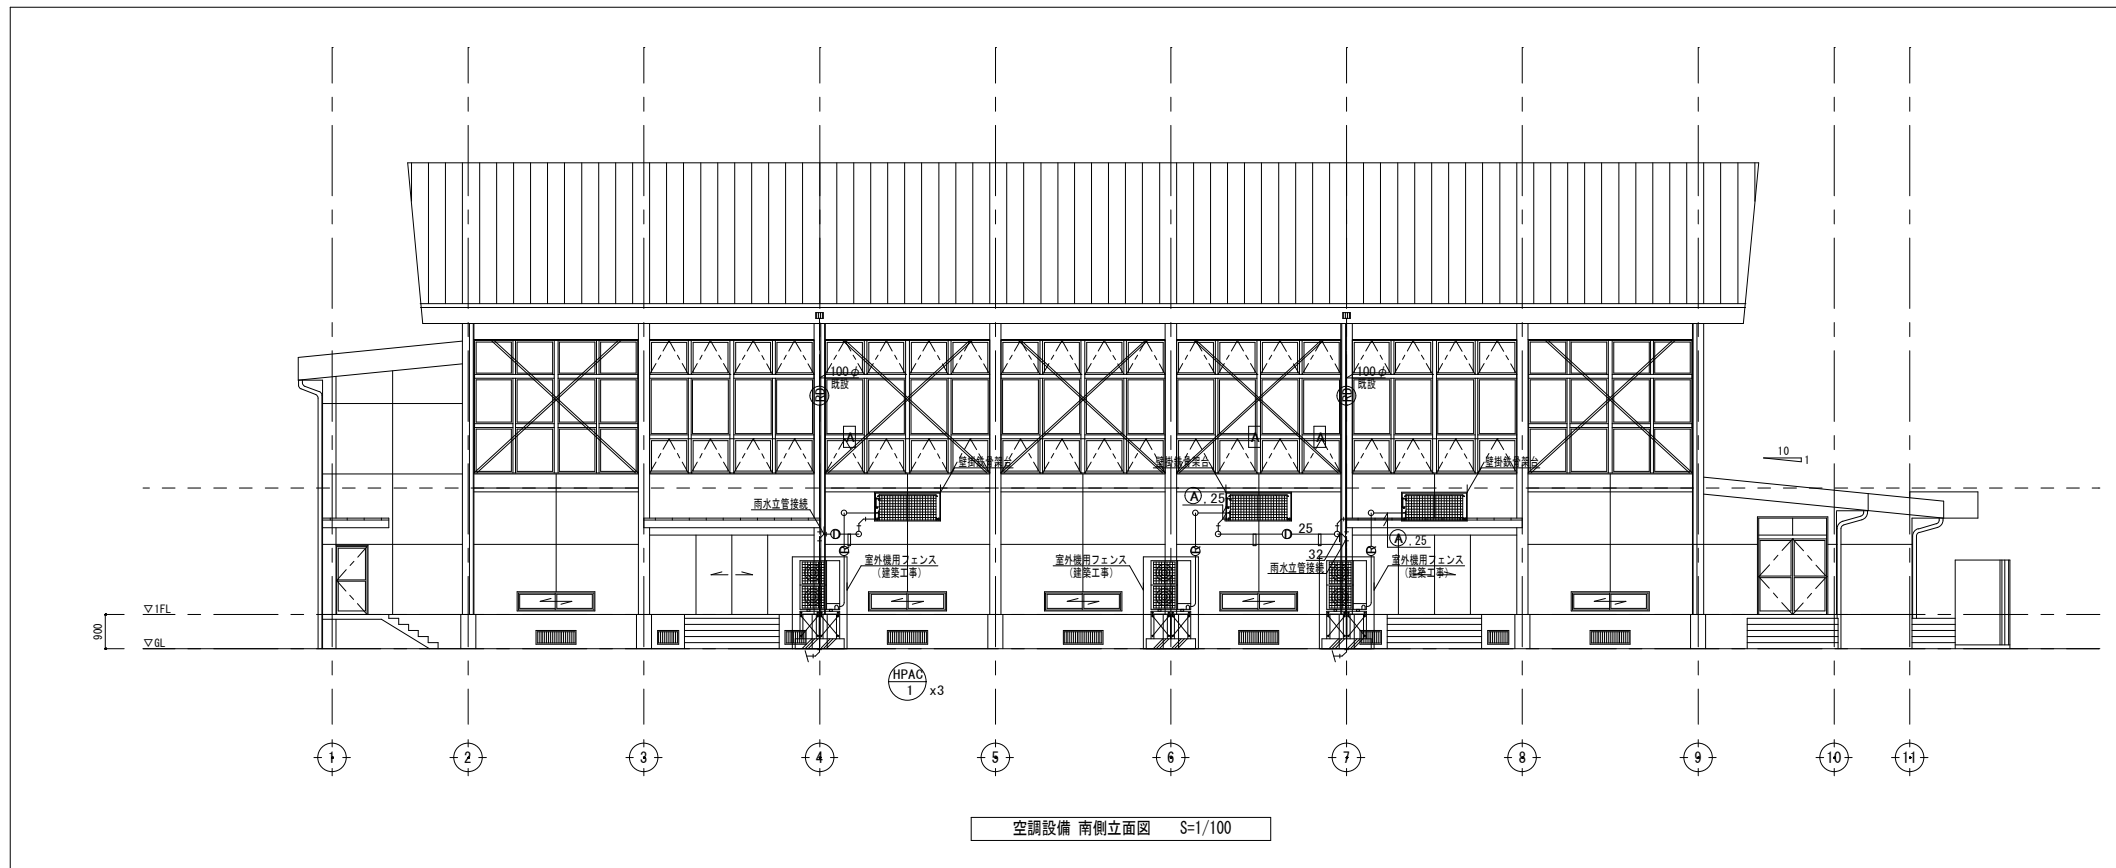 100φ
既設
100φ
既設
A
A
A
壁掛鉄骨架台
壁掛鉄骨架台
壁掛鉄骨架台
10
1
雨水立管接続
A, 25
25
32
A, 25
雨水立管接続
室外機用フェンス
(建築工事)
室外機用フェンス
(建築工事)
室外機用フェンス
(建築工事)
D
D
▽1FL
900
▽GL
HPAC
1 x3
1 2 3 4 5 6 7 8 9 10 11
空調設備 南側立面図 S=1/100